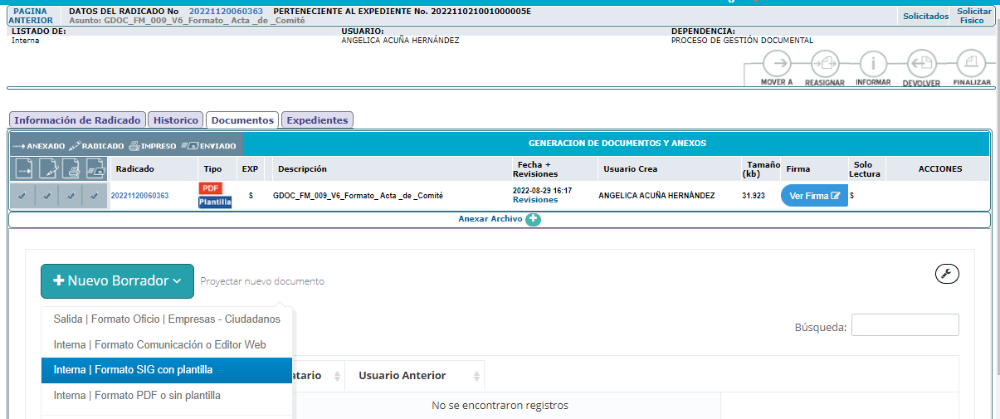 PAGINA ANTERIOR
DATOS DEL RADICADO No 20221120060363 PERTENECIENTE AL EXPEDIENTE No. 202211021001000005E
Asunto: GDOC_FM_009_V6_Formato_ Acta _de _Comité
Solicitados
Solicitar Fisico
LISTADO DE:
Interna
USUARIO:
ANGELICA ACUÑA HERNÁNDEZ
DEPENDENCIA:
PROCESO DE GESTIÓN DOCUMENTAL
MOVER A REASIGNAR INFORMAR DEVOLVER FINALIZAR
Información de Radicado Historico Documentos Expedientes
ANEXADO RADICADO IMPRESO ENVIADO GENERACION DE DOCUMENTOS Y ANEXOS
Radicado Tipo EXP Descripción Fecha + Revisiones Usuario Crea Tamaño (kb) Firma Solo Lectura ACCIONES
20221120060363 PDF Plantilla S GDOC_FM_009_V6_Formato_ Acta _de _Comité 2022-08-29 16:17 Revisiones ANGELICA ACUÑA HERNÁNDEZ 31.923 Ver Firma S
Anexar Archivo
Nuevo Borrador Proyectar nuevo documento
Salida | Formato Oficio | Empresas - Ciudadanos
Búsqueda:
Interna | Formato Comunicación o Editor Web
Interna | Formato SIG con plantilla
atario Usuario Anterior
Interna | Formato PDF o sin plantilla
No se encontraron registros